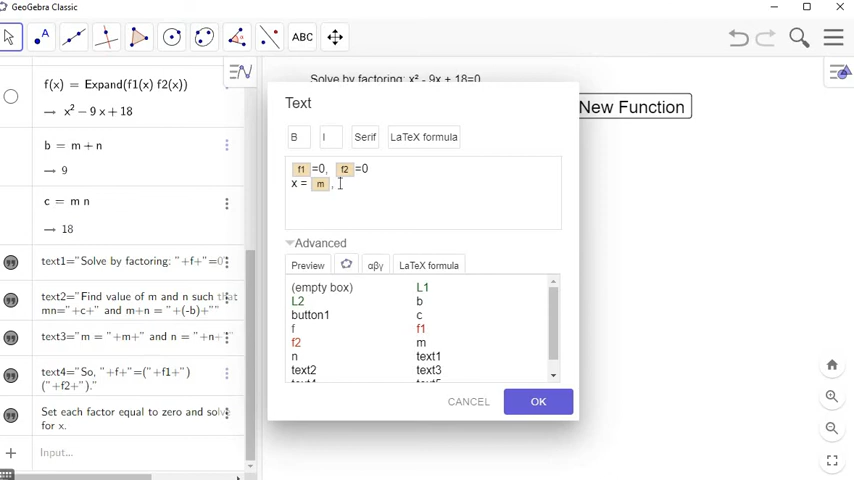 GeoGebra Classic
ABC
f(x) = Expand(f1(x) f2(x))
→ x² − 9 x + 18
b = m + n
→ 9
c = m n
→ 18
text1="Solve by factoring: "+f+"=0"
text2="Find value of m and n such that
mn="+c+" and m+n = "+(-b)+""
text3="m = "+m+" and n = "+n+""
text4="So, "+f+"=("+f1+")
("+f2+")."
Set each factor equal to zero and solve
for x.
+ Input...
Solve by factoring: x² - 9x + 18=0
New Function
Text
B I Serif LaTeX formula
f1 =0, f2 =0
x = m ,
Advanced
Preview αβγ LaTeX formula
(empty box) L1
L2 b
button1 c
f f1
f2 m
n text1
text2 text3
text4 text5
CANCEL OK